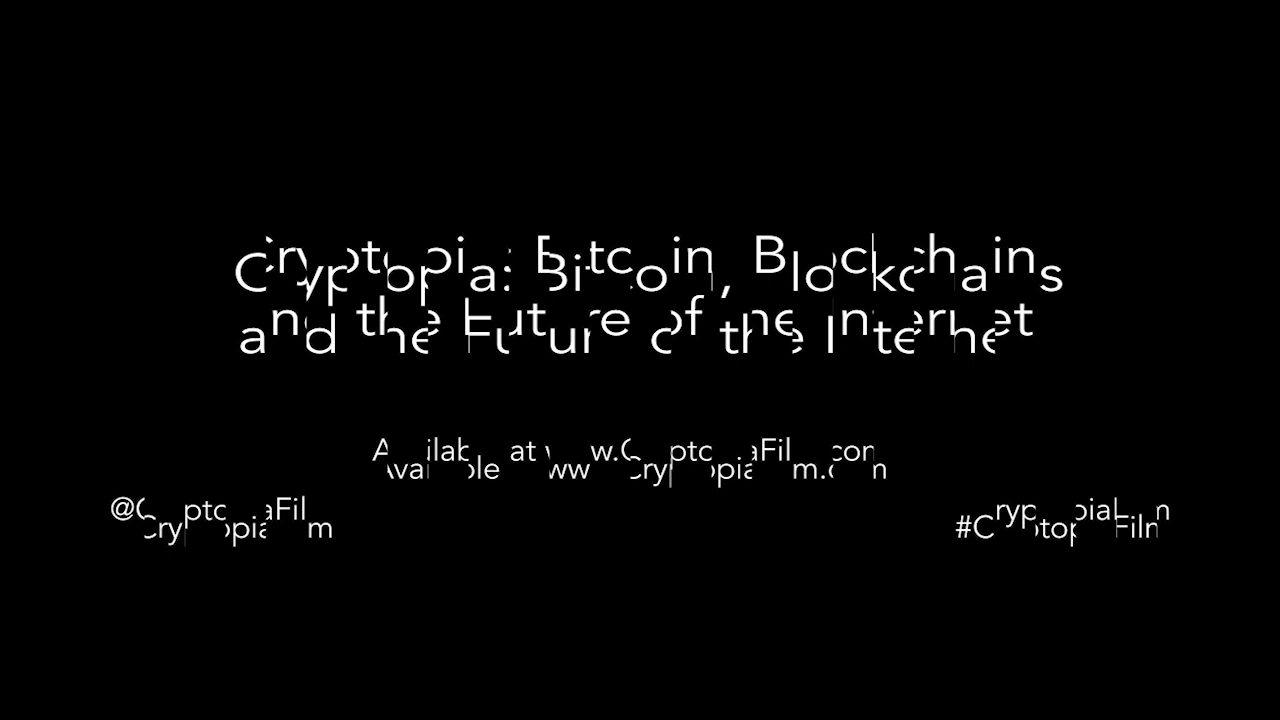 Cryptopia: Bitcoin, Blockchains
and the Future of the Internet
Available at www.CryptopiaFilm.com
@CryptopiaFilm #CryptopiaFilm